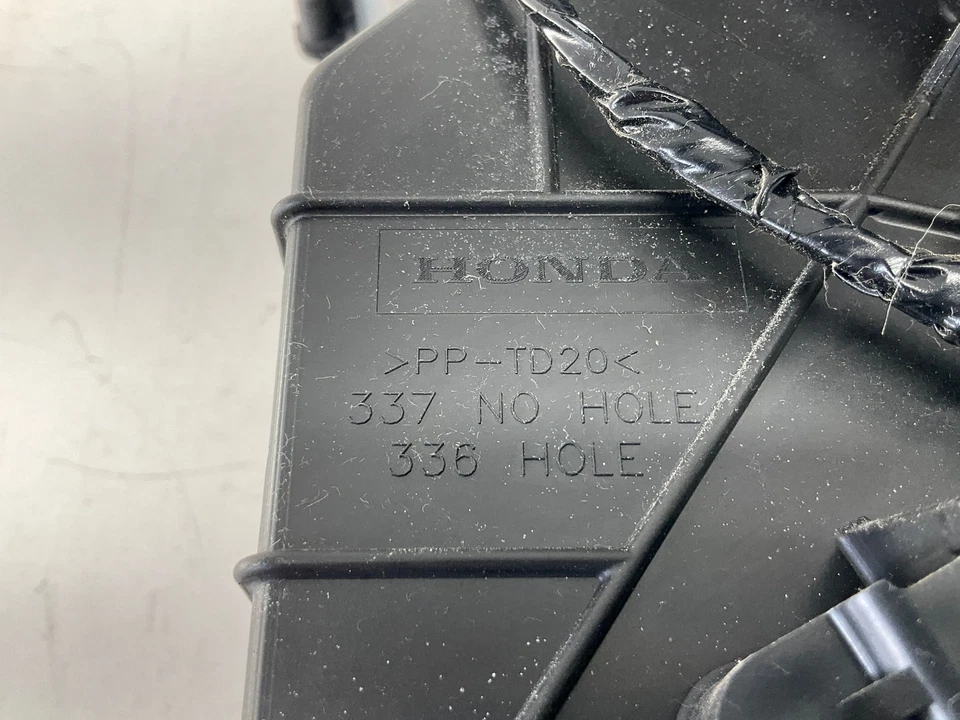 HONDA
>PP-TD20<
337 NO HOLE
336 HOLE